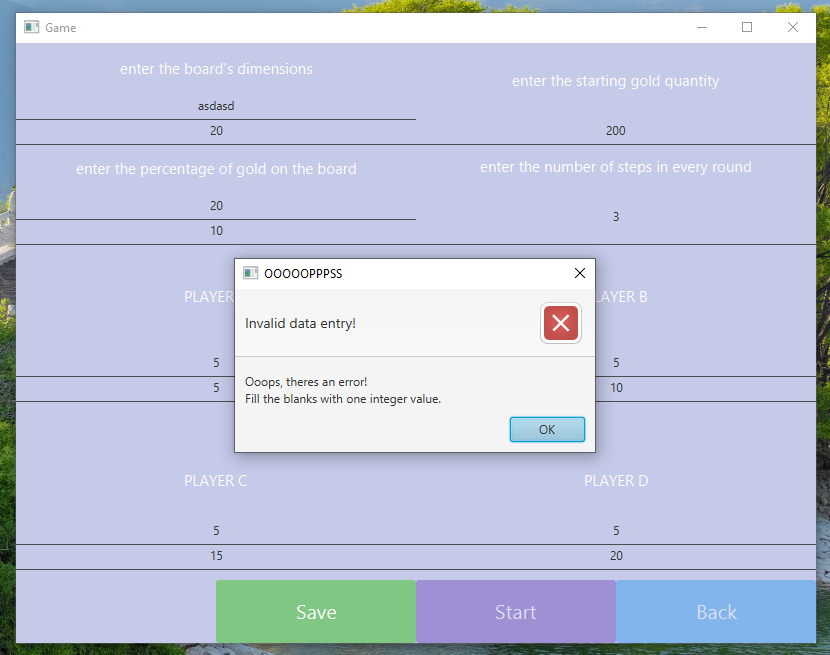 Game
enter the board's dimensions
asdasd
20
enter the starting gold quantity
200
enter the percentage of gold on the board
20
10
enter the number of steps in every round
3
OOOOOPPPSS
Invalid data entry!
Ooops, theres an error!
Fill the blanks with one integer value.
OK
PLAYER
5
5
LAYER B
5
10
PLAYER C
5
15
PLAYER D
5
20
Save
Start
Back